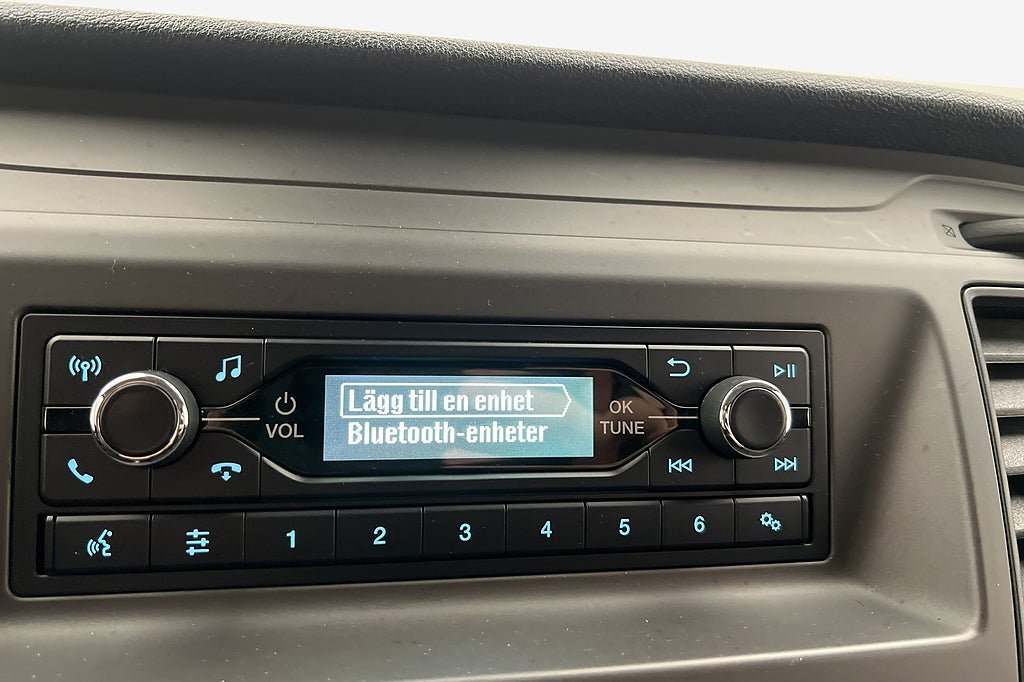 VOL
Lägg till en enhet
Bluetooth-enheter
OK
TUNE
1 2 3 4 5 6